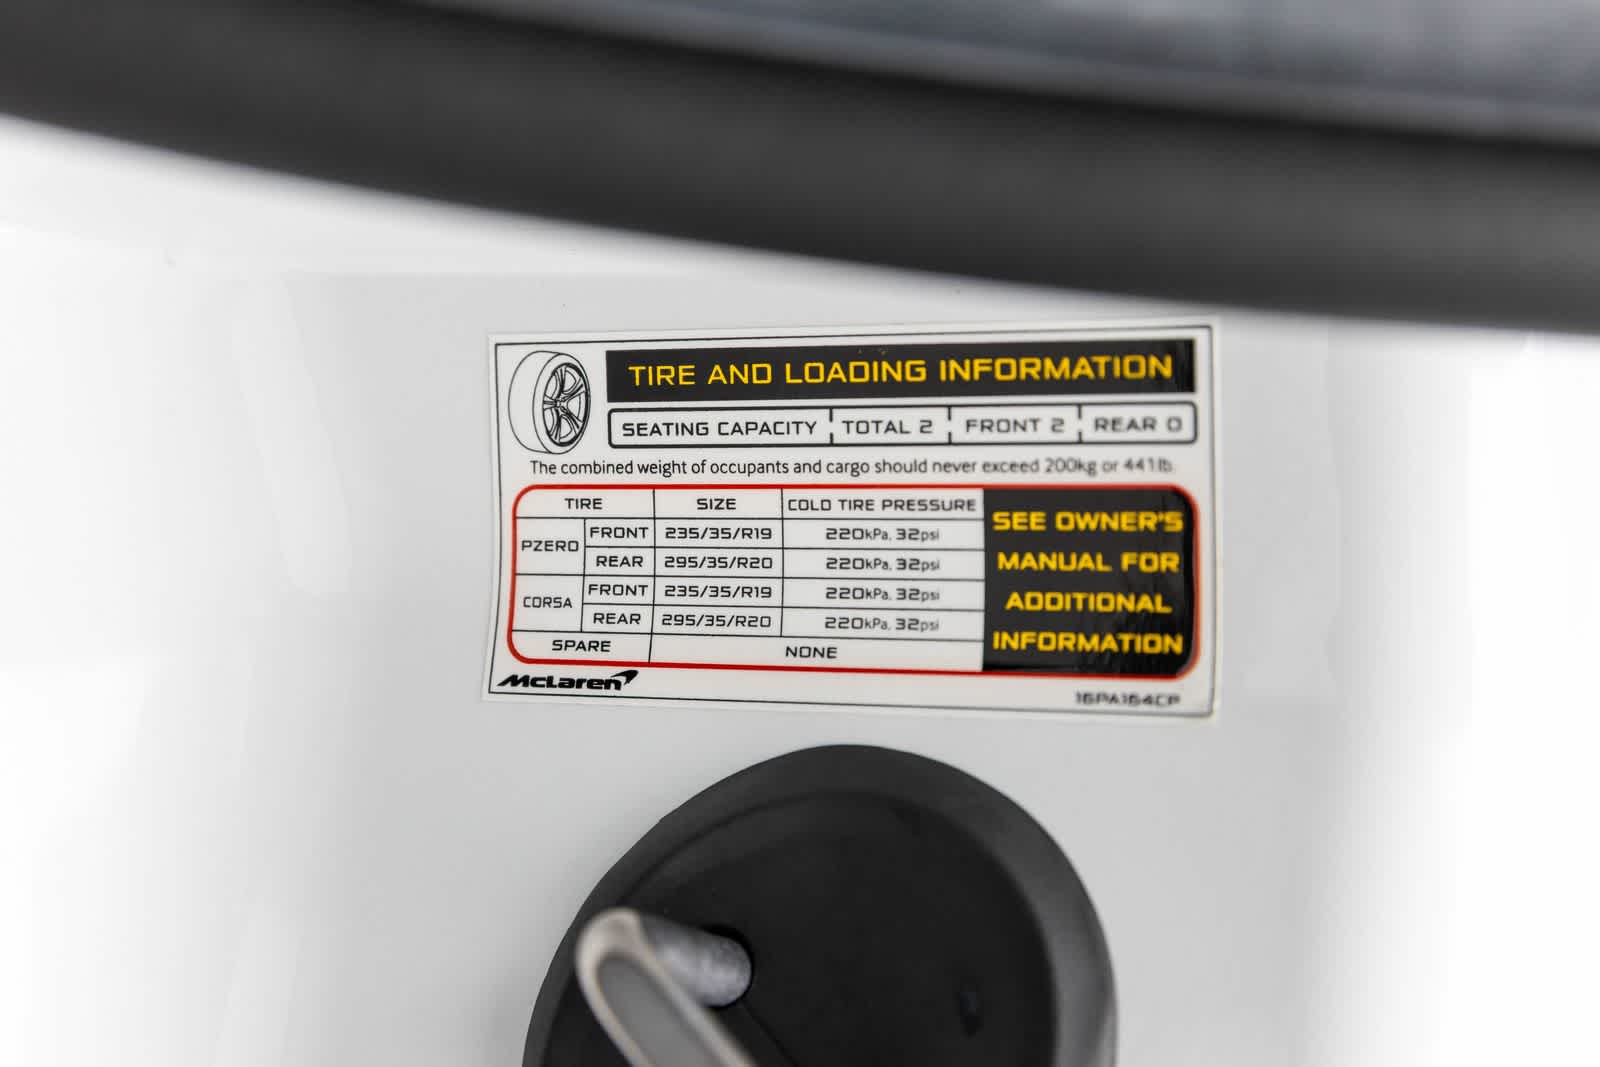 TIRE AND LOADING INFORMATION
SEATING CAPACITY TOTAL 2 FRONT 2 REAR 0
The combined weight of occupants and cargo should never exceed 200kg or 441lb.
TIRE SIZE COLD TIRE PRESSURE
PZERO FRONT 235/35/R19 220kPa, 32psi
REAR 295/35/R20 220kPa, 32psi
CORSA FRONT 235/35/R19 220kPa, 32psi
REAR 295/35/R20 220kPa, 32psi
SPARE NONE
SEE OWNER'S
MANUAL FOR
ADDITIONAL
INFORMATION
McLaren
16PA164CP